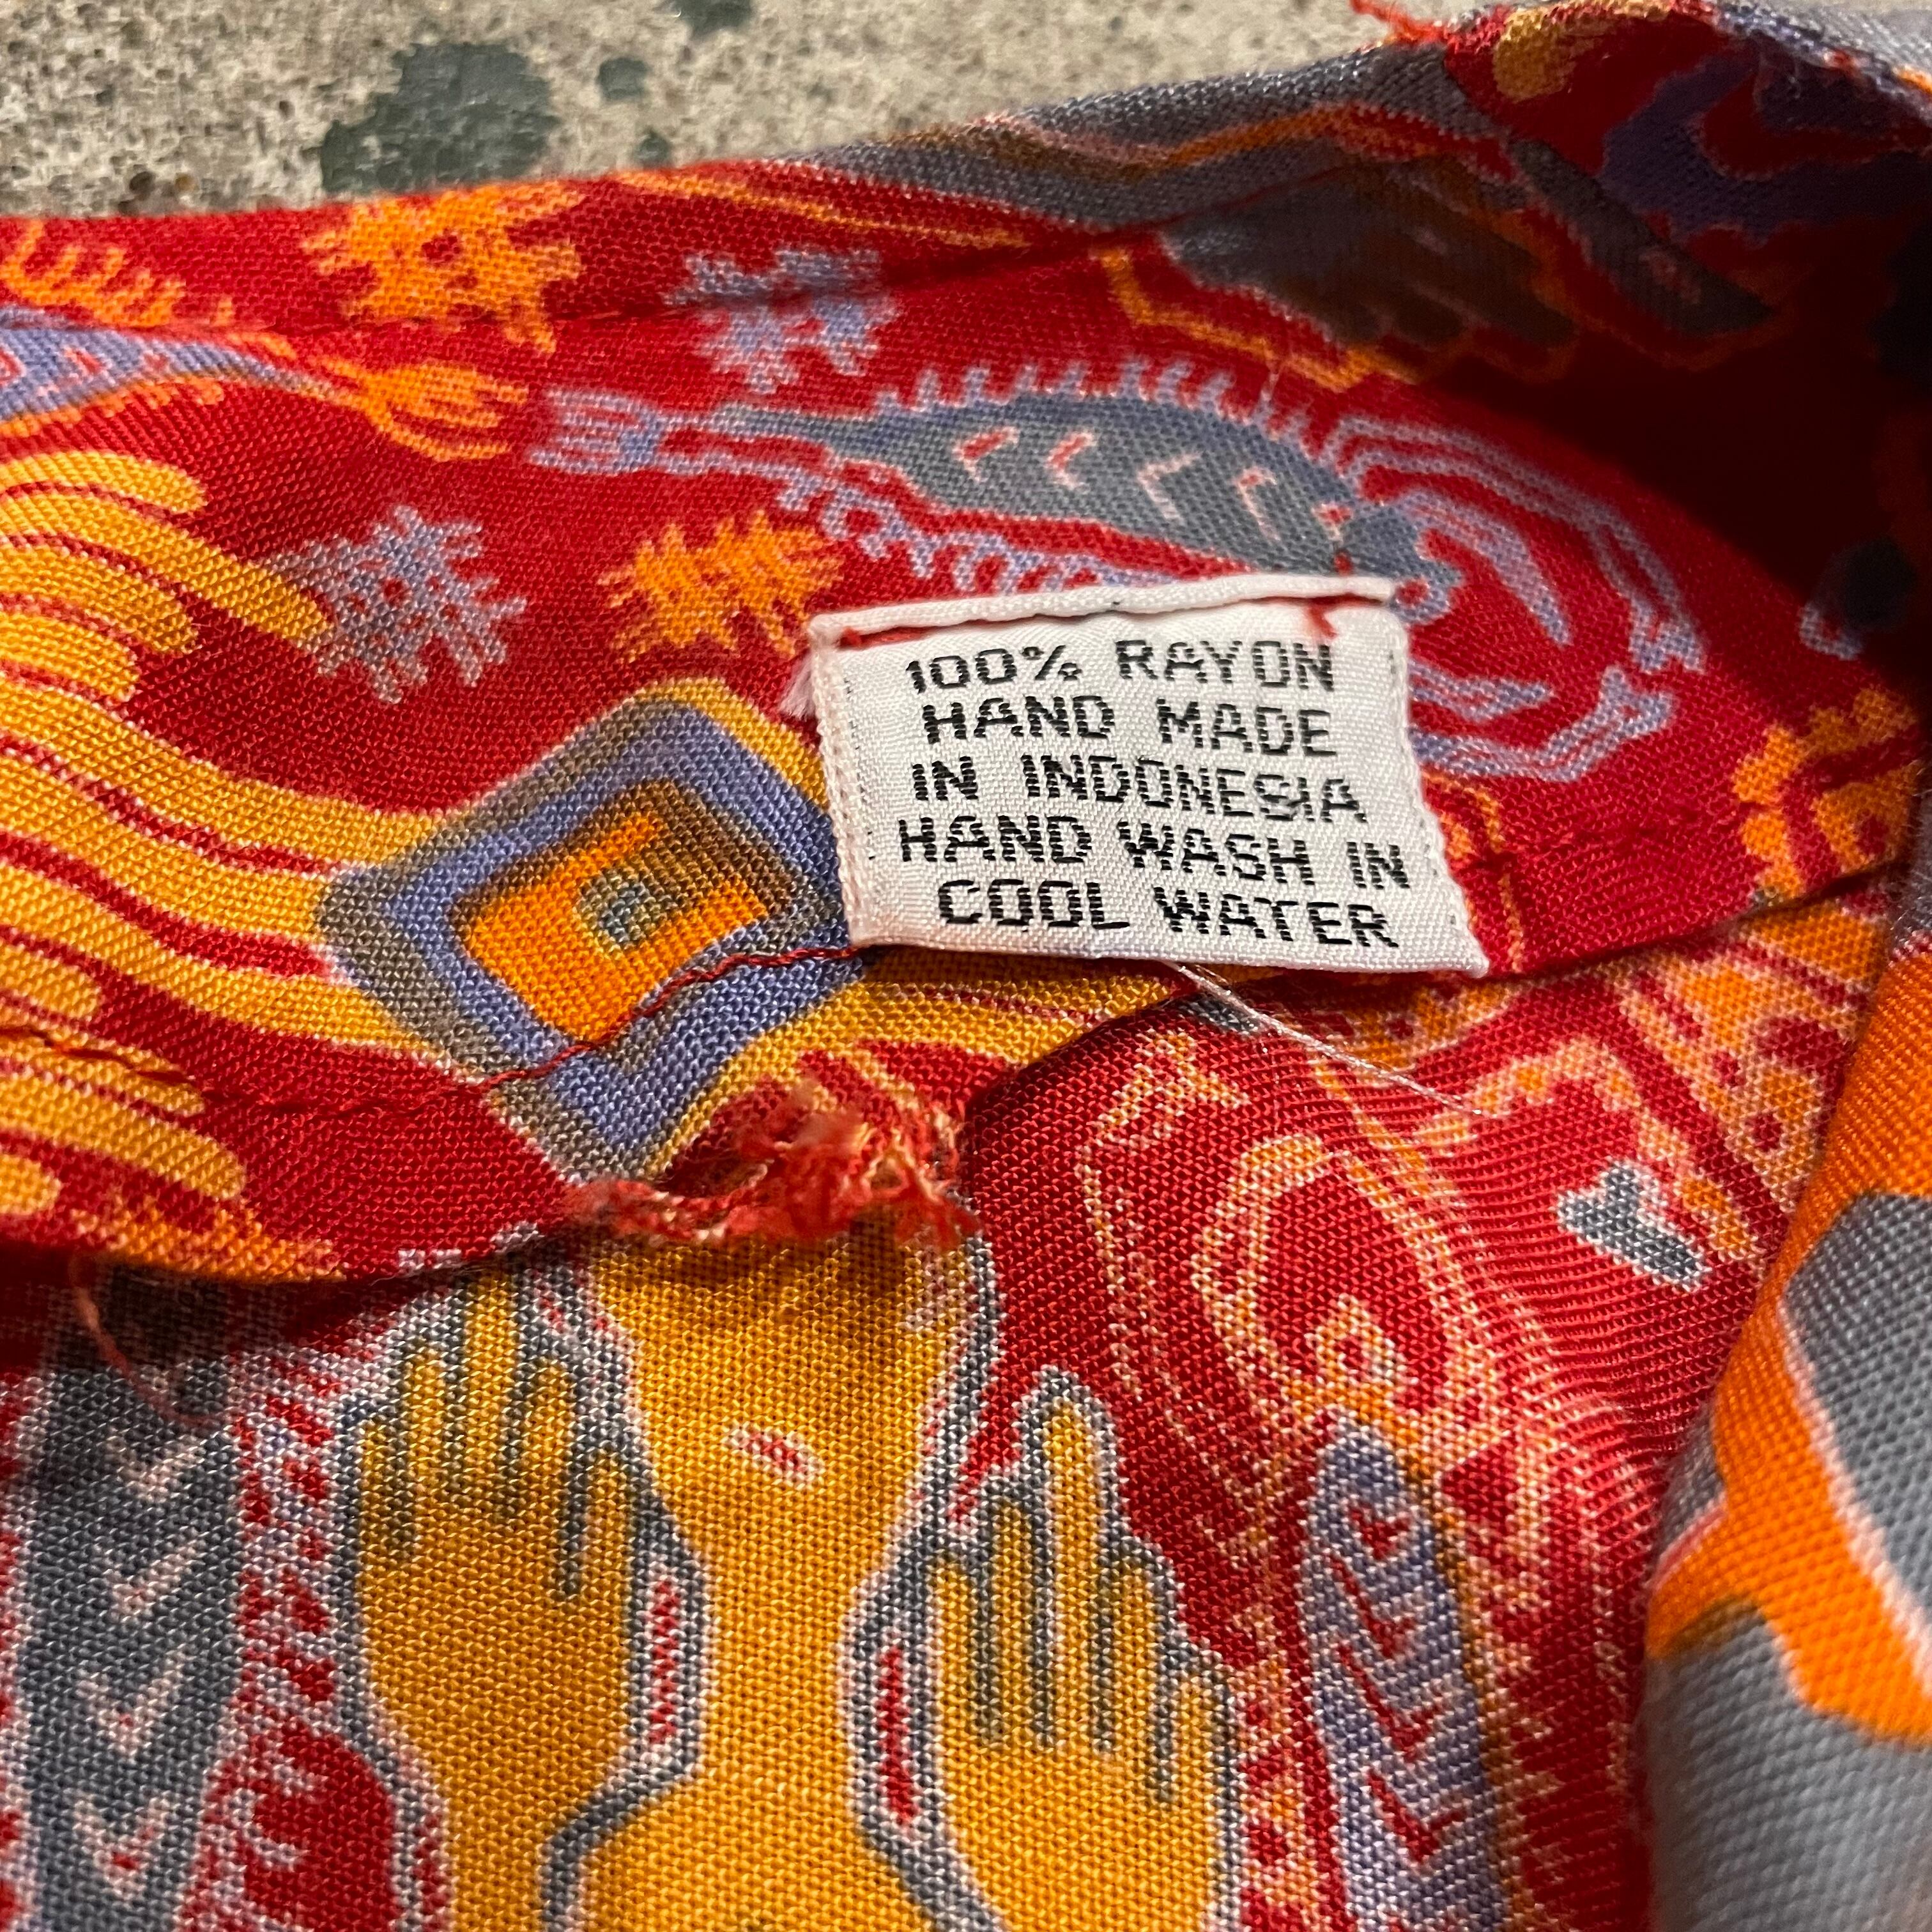 100% RAYON
HAND MADE
IN INDONESIA
HAND WASH IN
COOL WATER